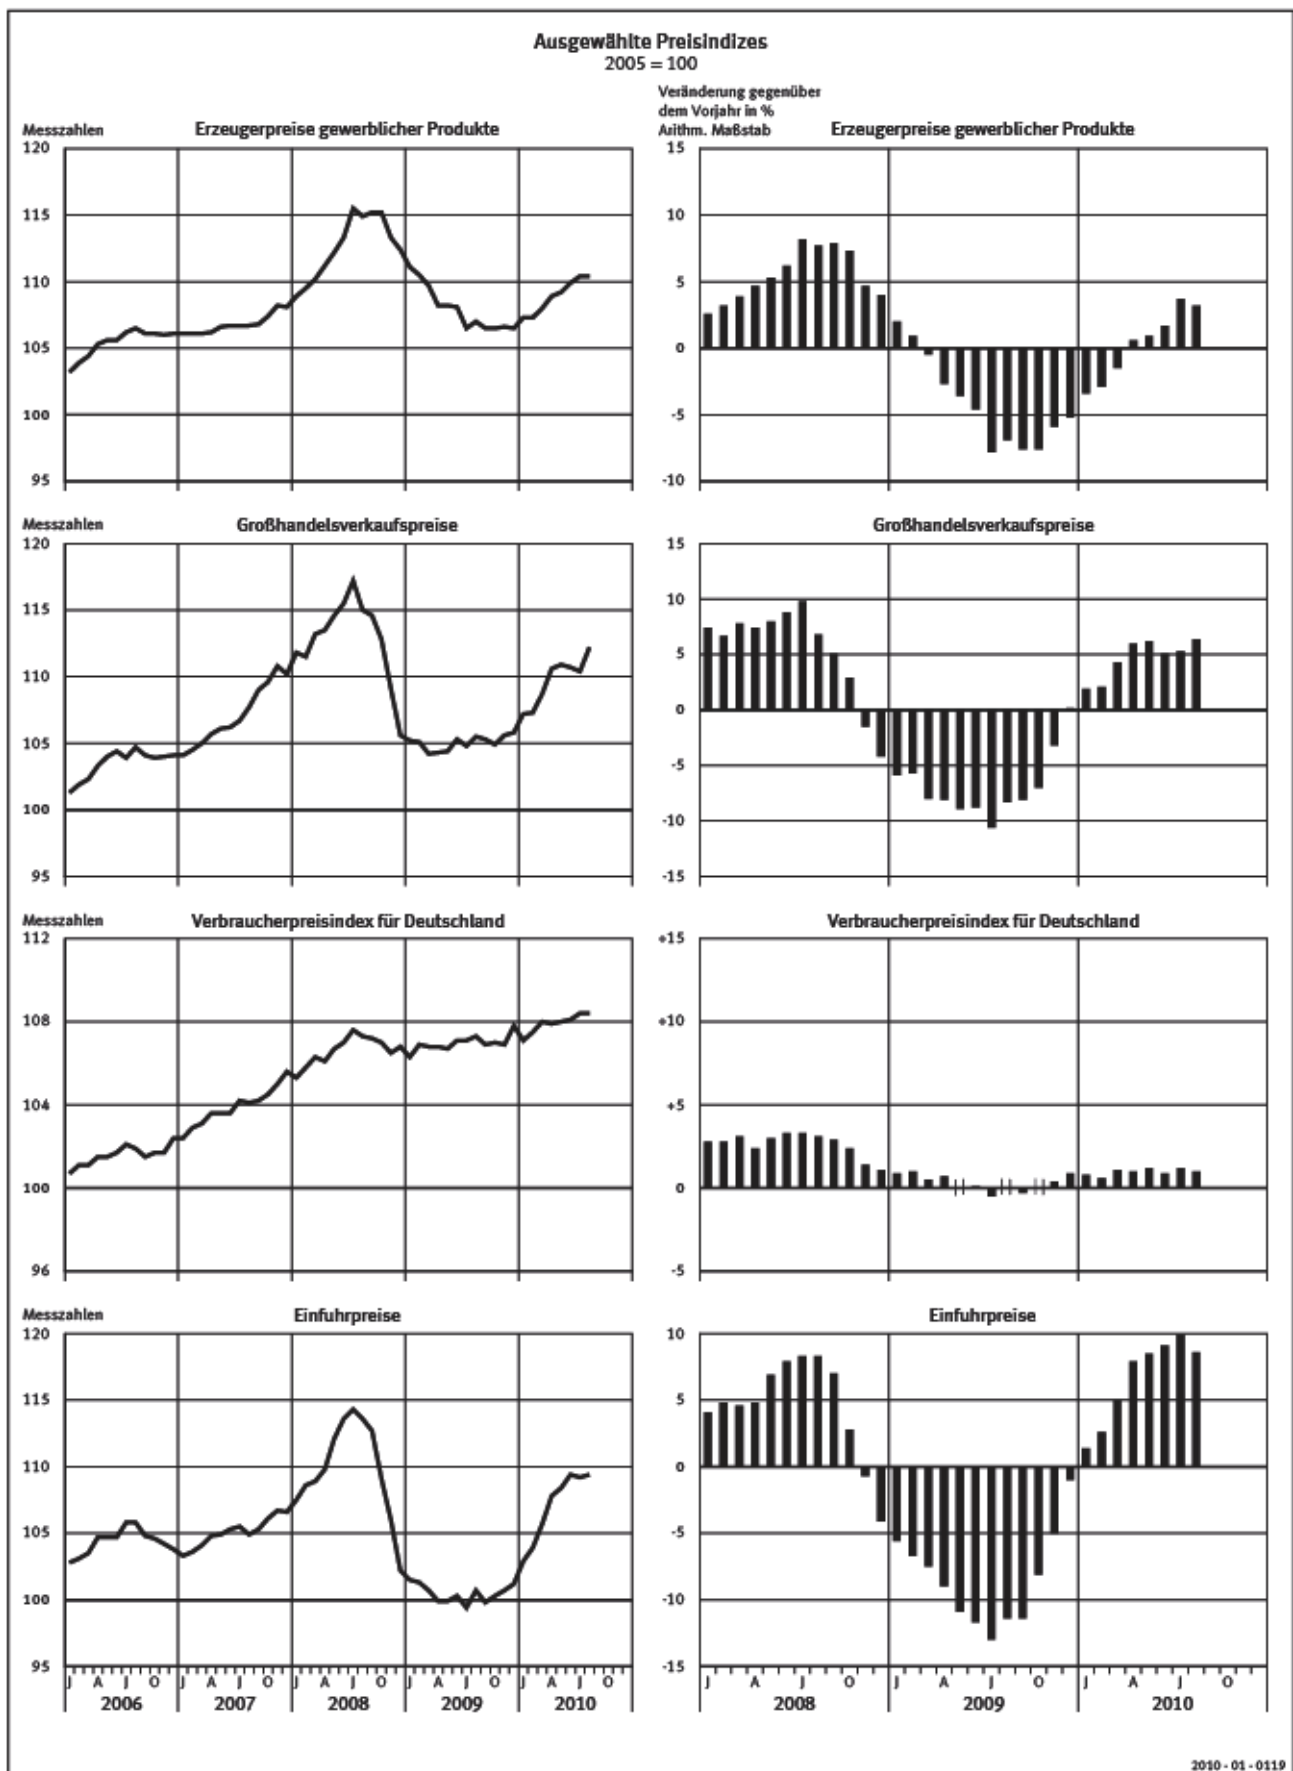 Ausgewählte Preisindizes
2005 = 100
Messzahlen
Erzeugerpreise gewerblicher Produkte
120
115
110
105
100
95
Veränderung gegenüber
dem Vorjahr in %
Arithm. Maßstab
Erzeugerpreise gewerblicher Produkte
15
10
5
0
-5
-10
Messzahlen
Großhandelsverkaufspreise
120
115
110
105
100
95
Großhandelsverkaufspreise
15
10
5
0
-5
-10
-15
Messzahlen
Verbraucherpreisindex für Deutschland
112
108
104
100
96
Verbraucherpreisindex für Deutschland
+15
+10
+5
0
-5
Messzahlen
Einfuhrpreise
120
115
110
105
100
95
J A J O J A J O J A J O J A J O J A J O
2006 2007 2008 2009 2010
Einfuhrpreise
10
5
0
-5
-10
-15
J A J O J A J O J A J O
2008 2009 2010
2010 - 01 - 0119